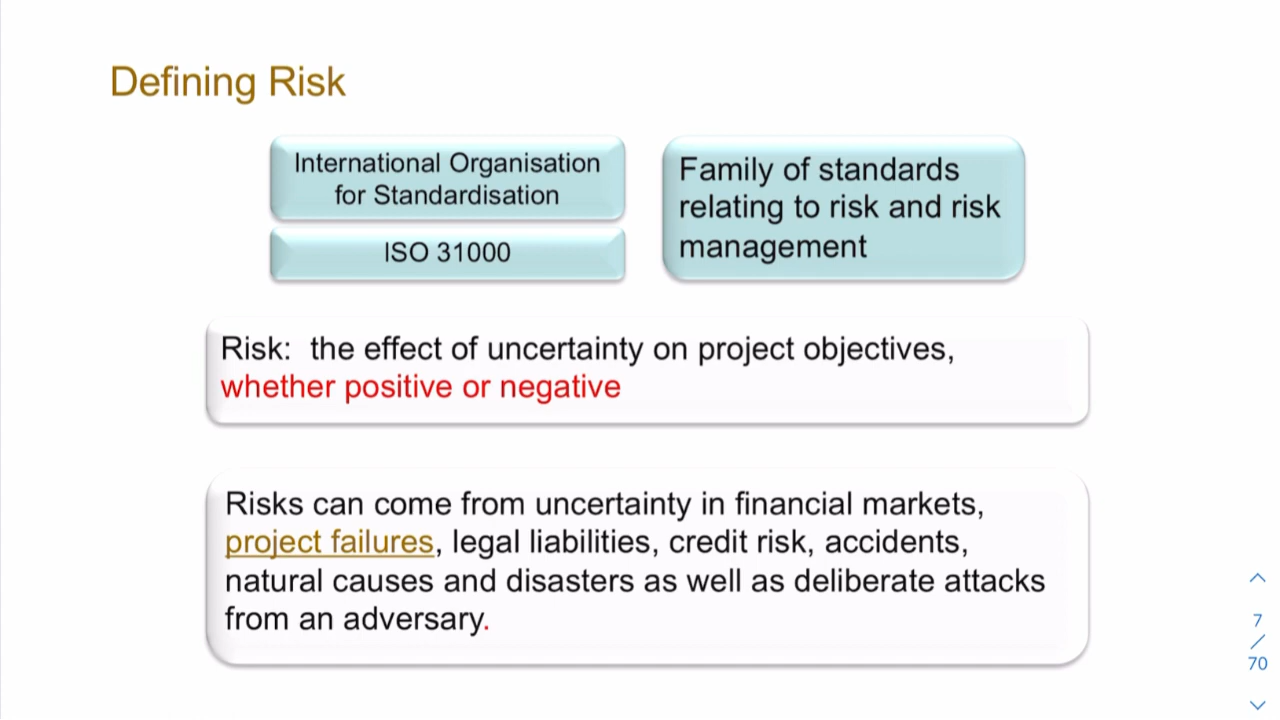 Defining Risk
International Organisation
for Standardisation
ISO 31000
Family of standards
relating to risk and risk
management
Risk:  the effect of uncertainty on project objectives,
whether positive or negative
Risks can come from uncertainty in financial markets,
project failures, legal liabilities, credit risk, accidents,
natural causes and disasters as well as deliberate attacks
from an adversary.
7
/
70